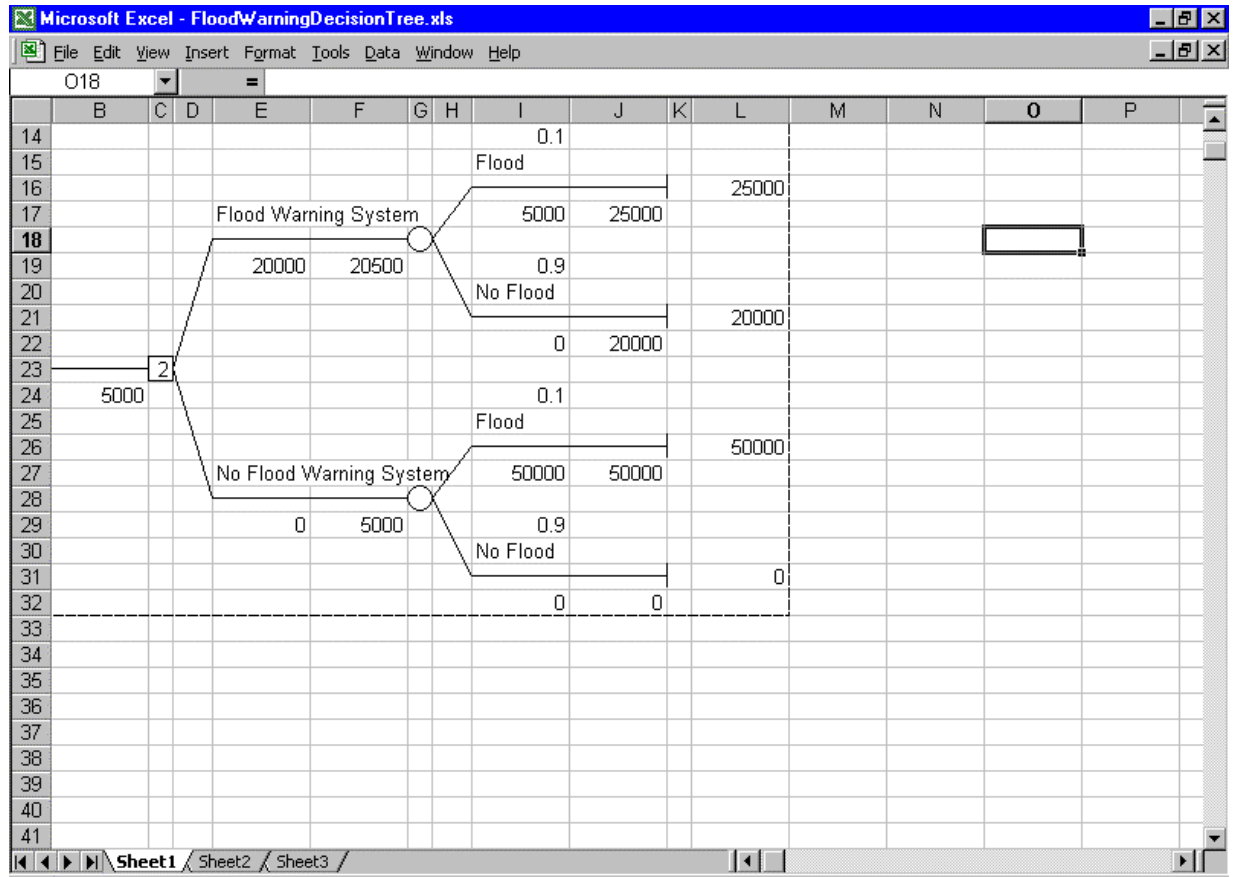 Microsoft Excel - FloodWarningDecisionTree.xls
File Edit View Insert Format Tools Data Window Help
O18 =
B C D E F G H I J K L M N O P
14 0.1
15 Flood
16 25000
17 Flood Warning System 5000 25000
18
19 20000 20500 0.9
20 No Flood
21 20000
22 0 20000
23 2
24 5000 0.1
25 Flood
26 50000
27 No Flood Warning System 50000 50000
28
29 0 5000 0.9
30 No Flood
31 0
32 0 0
33
34
35
36
37
38
39
40
41
Sheet1 Sheet2 Sheet3